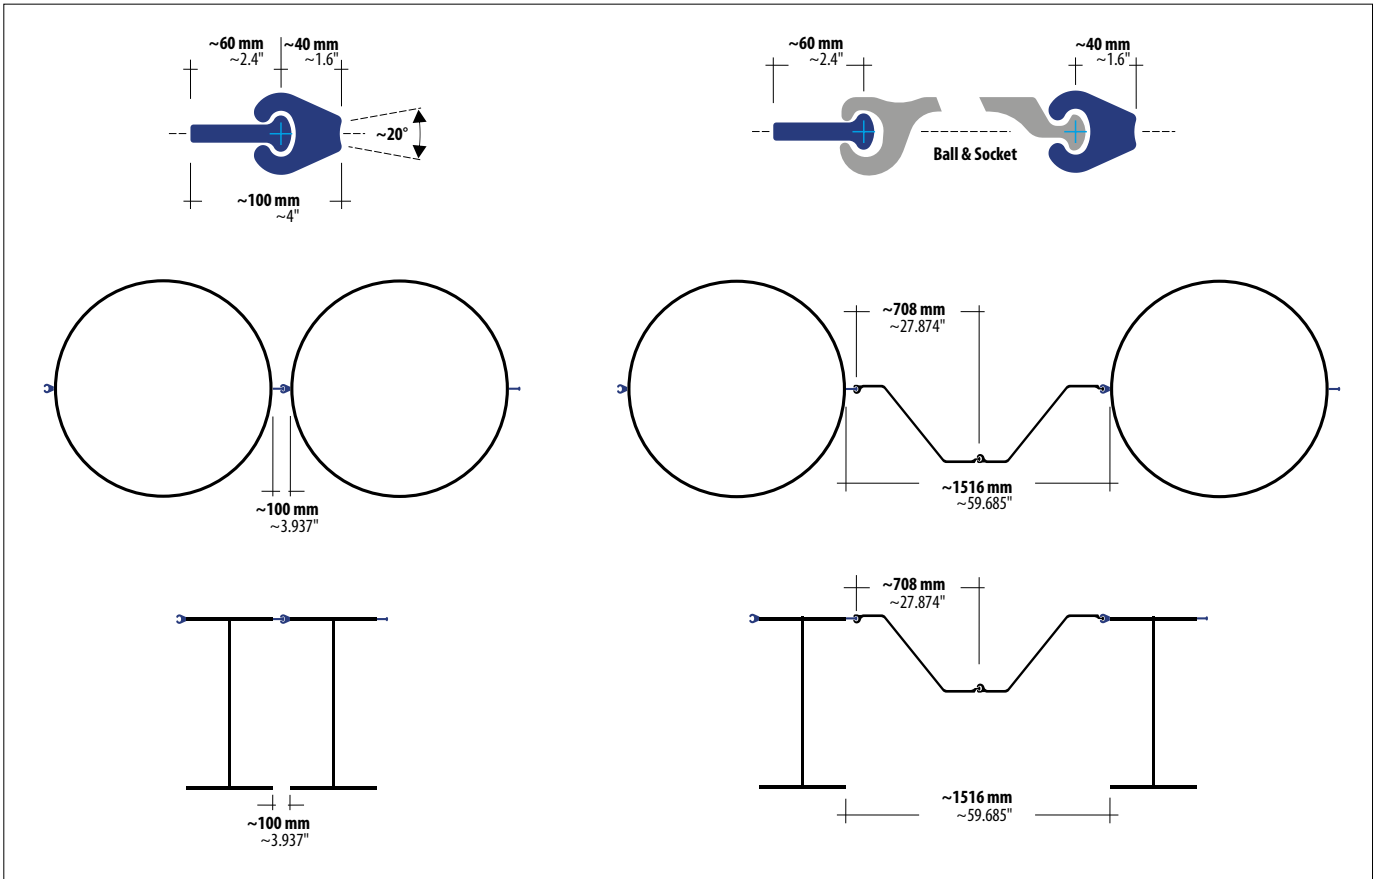 ~60 mm
~2.4"
~40 mm
~1.6"
~20°
~100 mm
~4"
~60 mm
~2.4"
~40 mm
~1.6"
Ball & Socket
~100 mm
~3.937"
~708 mm
~27.874"
~1516 mm
~59.685"
~100 mm
~3.937"
~708 mm
~27.874"
~1516 mm
~59.685"